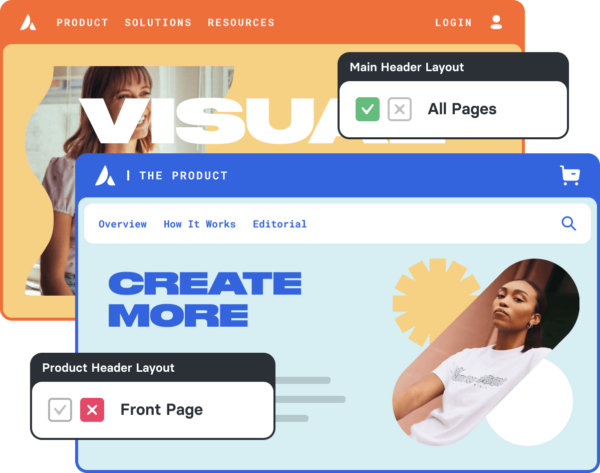 PRODUCT SOLUTIONS RESOURCES LOGIN
Main Header Layout
All Pages
THE PRODUCT
Overview How It Works Editorial
CREATE
MORE
Product Header Layout
Front Page